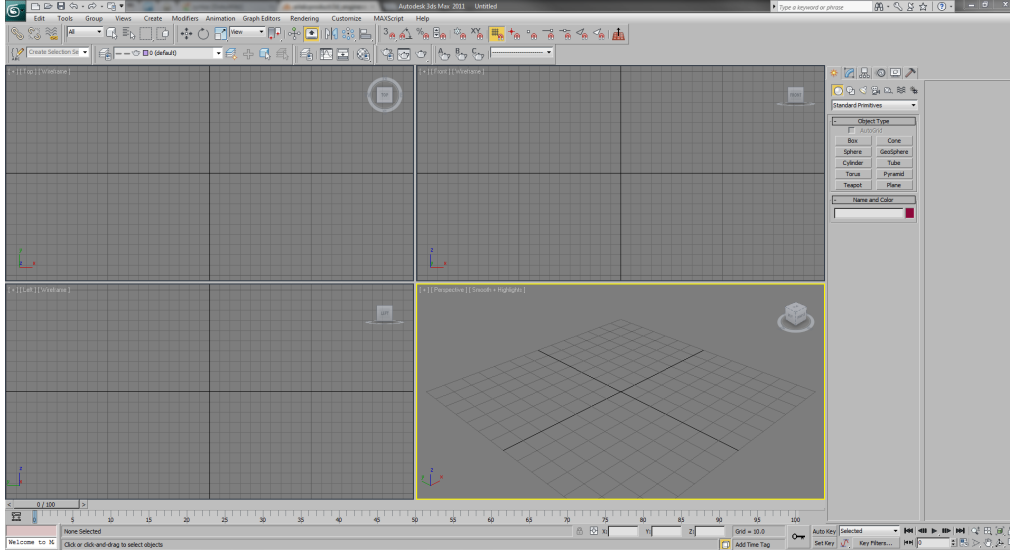 Autodesk 3ds Max 2011 Untitled
Type a keyword or phrase
Edit Tools Group Views Create Modifiers Animation Graph Editors Rendering Customize MAXScript Help
All
View
Create Selection Se
0 (default)
[ + ] [ Top ] [ Wireframe ]
TOP
[ + ] [ Front ] [ Wireframe ]
FRONT
Standard Primitives
- Object Type
AutoGrid
Box Cone
Sphere GeoSphere
Cylinder Tube
Torus Pyramid
Teapot Plane
- Name and Color
[ + ] [ Left ] [ Wireframe ]
LEFT
[ + ] [ Perspective ] [ Smooth + Highlights ]
0 / 100
0 5 10 15 20 25 30 35 40 45 50 55 60 65 70 75 80 85 90 95 100
None Selected
X: Y: Z: Grid = 10.0
Auto Key Selected
Welcome to M
Click or click-and-drag to select objects
Add Time Tag
Set Key Key Filters... 0